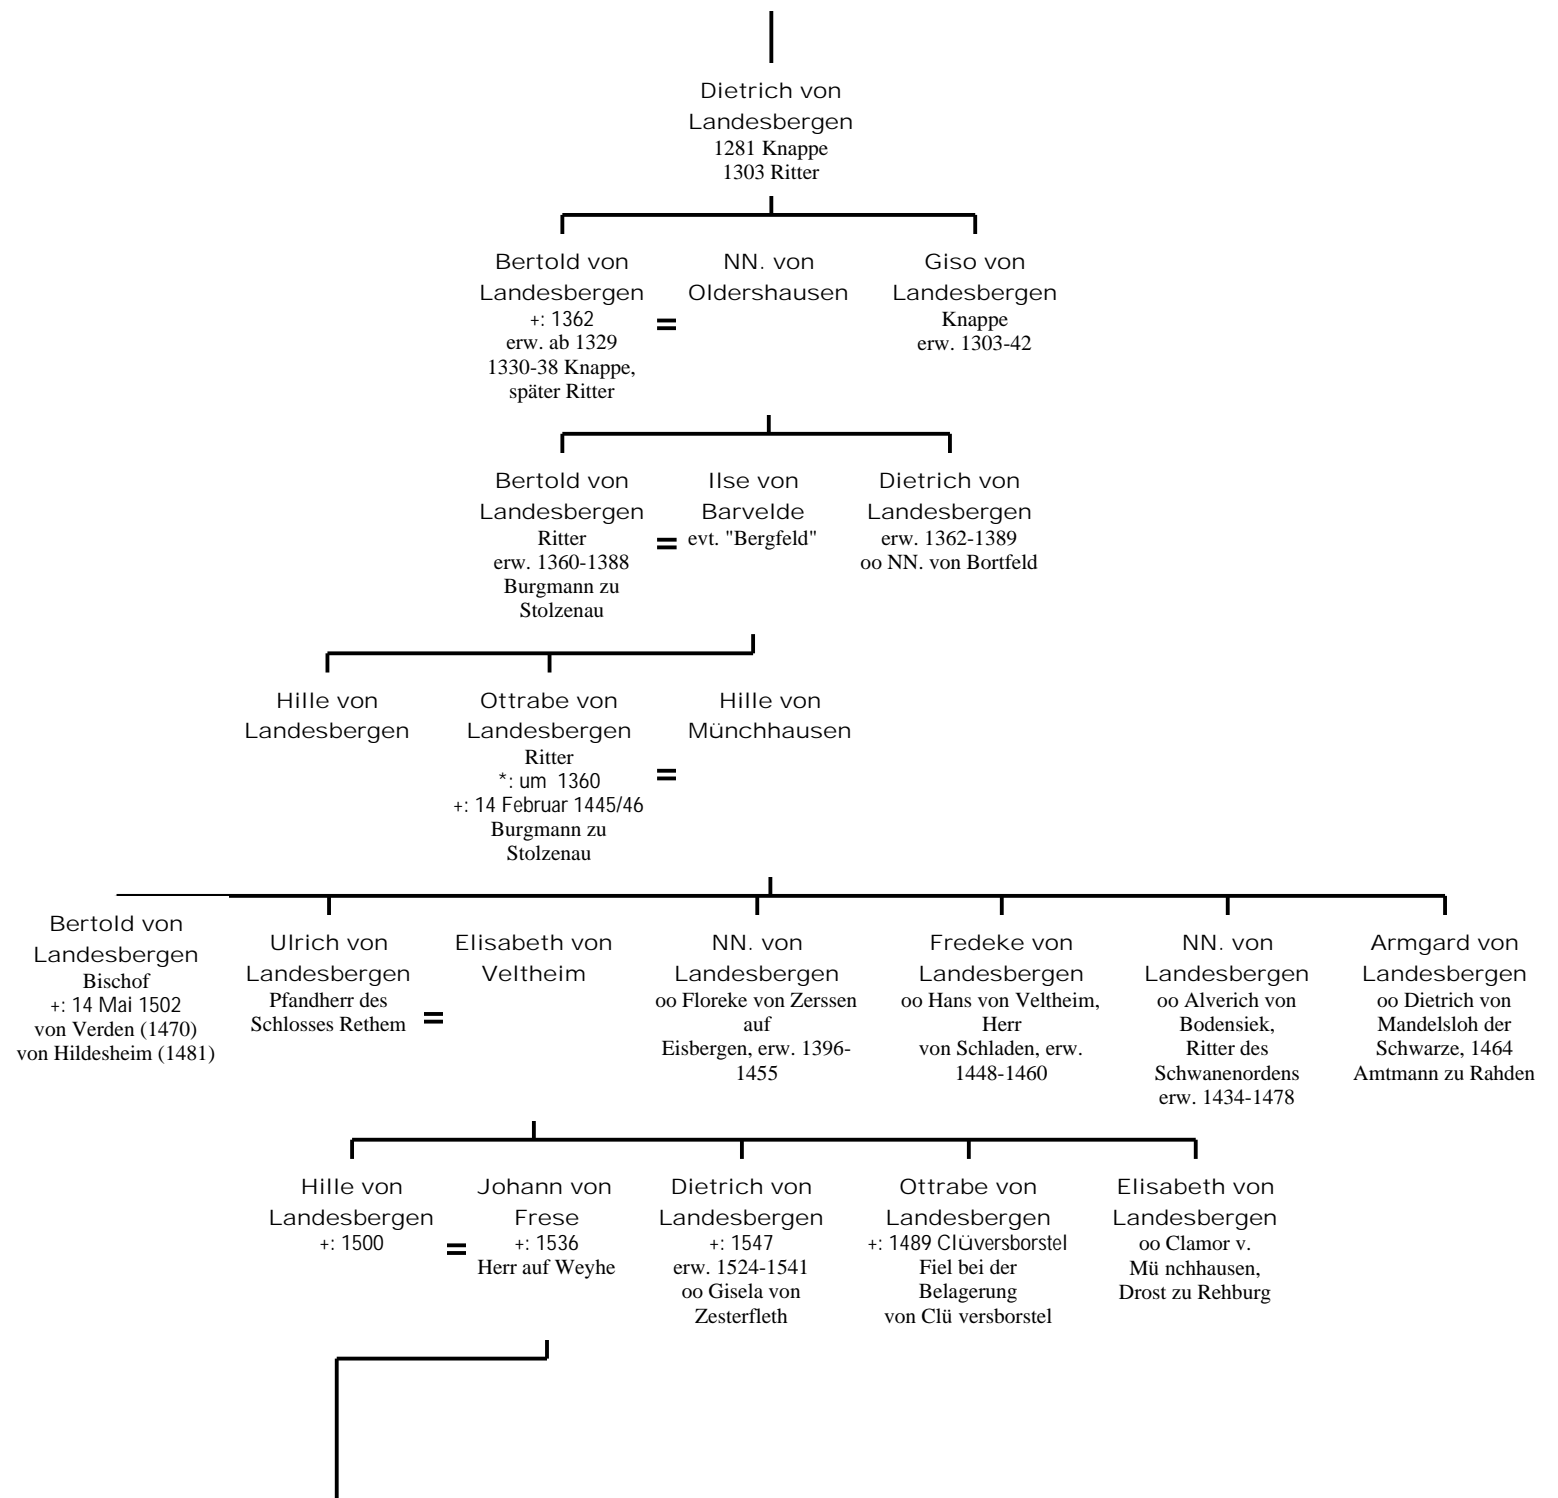 Dietrich von
Landesbergen
1281 Knappe
1303 Ritter
Bertold von
Landesbergen
+: 1362
erw. ab 1329
1330-38 Knappe,
später Ritter
=
NN. von
Oldershausen
Giso von
Landesbergen
Knappe
erw. 1303-42
Bertold von
Landesbergen
Ritter
erw. 1360-1388
Burgmann zu
Stolzenau
=
Ilse von
Barvelde
evt. "Bergfeld"
Dietrich von
Landesbergen
erw. 1362-1389
oo NN. von Bortfeld
Hille von
Landesbergen
Ottrabe von
Landesbergen
Ritter
*: um 1360
+: 14 Februar 1445/46
Burgmann zu
Stolzenau
=
Hille von
Münchhausen
Bertold von
Landesbergen
Bischof
+: 14 Mai 1502
von Verden (1470)
von Hildesheim (1481)
Ulrich von
Landesbergen
Pfandherr des
Schlosses Rethem
=
Elisabeth von
Veltheim
NN. von
Landesbergen
oo Floreke von Zerssen
auf
Eisbergen, erw. 1396-
1455
Fredeke von
Landesbergen
oo Hans von Veltheim,
Herr
von Schladen, erw.
1448-1460
NN. von
Landesbergen
oo Alverich von
Bodensiek,
Ritter des
Schwanenordens
erw. 1434-1478
Armgard von
Landesbergen
oo Dietrich von
Mandelsloh der
Schwarze, 1464
Amtmann zu Rahden
Hille von
Landesbergen
+: 1500
=
Johann von
Frese
+: 1536
Herr auf Weyhe
Dietrich von
Landesbergen
+: 1547
erw. 1524-1541
oo Gisela von
Zesterfleth
Ottrabe von
Landesbergen
+: 1489 Clüversborstel
Fiel bei der
Belagerung
von Clü versborstel
Elisabeth von
Landesbergen
oo Clamor v.
Mü nchhausen,
Drost zu Rehburg